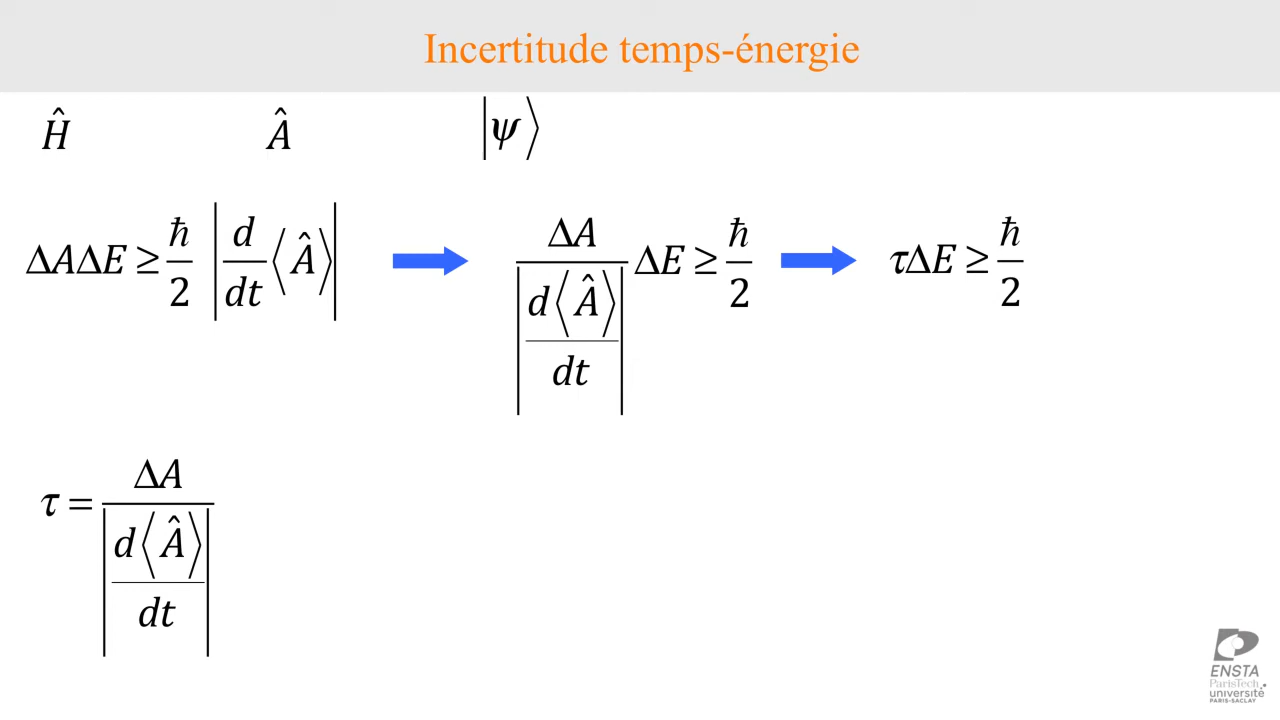 Incertitude temps-énergie
Ĥ Â |ψ⟩
ΔAΔE ≥ ħ/2 |d/dt ⟨Â⟩| ΔA / |d⟨Â⟩/dt| ΔE ≥ ħ/2 τΔE ≥ ħ/2
τ = ΔA / |d⟨Â⟩/dt|
ENSTA
ParisTech
université
PARIS-SACLAY